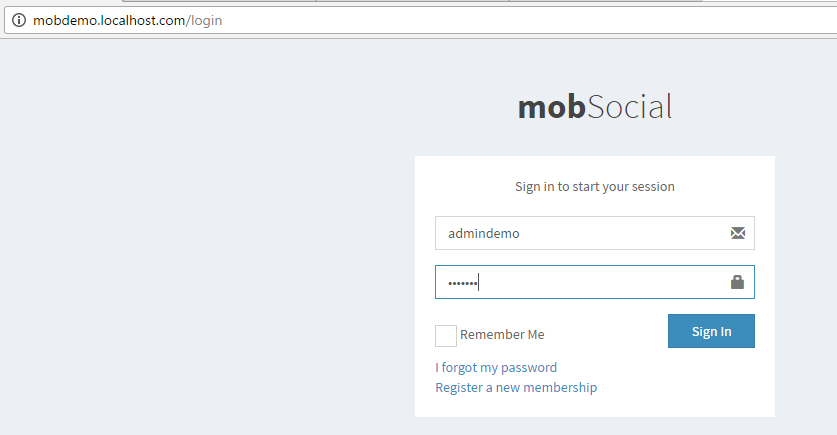 mobdemo.localhost.com/login
mobSocial
Sign in to start your session
admindemo
•••••••
Remember Me
Sign In
I forgot my password
Register a new membership